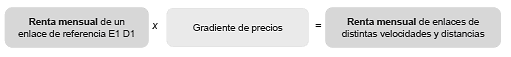 Renta mensual de un
enlace de referencia E1 D1
x
Gradiente de precios
=
Renta mensual de enlaces de
distintas velocidades y distancias